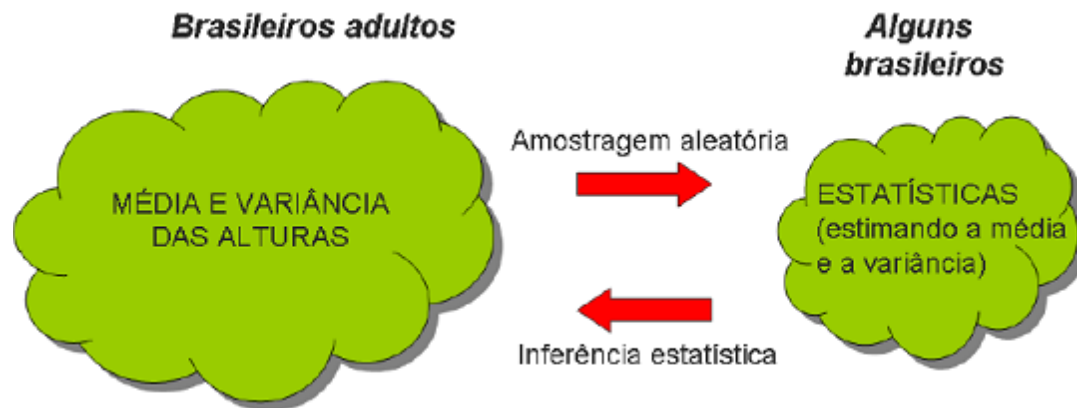 Brasileiros adultos
Alguns
brasileiros
Amostragem aleatória
MÉDIA E VARIÂNCIA
DAS ALTURAS
ESTATÍSTICAS
(estimando a média
e a variância)
Inferência estatística